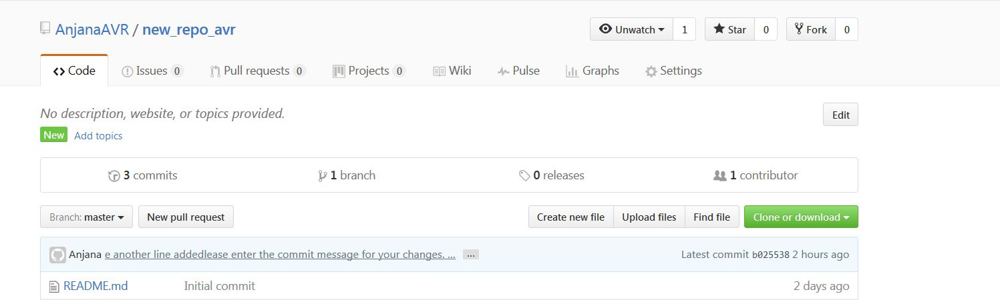 AnjanaAVR / new_repo_avr
Unwatch 1 Star 0 Fork 0
Code Issues 0 Pull requests 0 Projects 0 Wiki Pulse Graphs Settings
No description, website, or topics provided. Edit
New Add topics
3 commits 1 branch 0 releases 1 contributor
Branch: master New pull request Create new file Upload files Find file Clone or download
Anjana e another line addedlease enter the commit message for your changes. ... ... Latest commit b025538 2 hours ago
README.md Initial commit 2 days ago